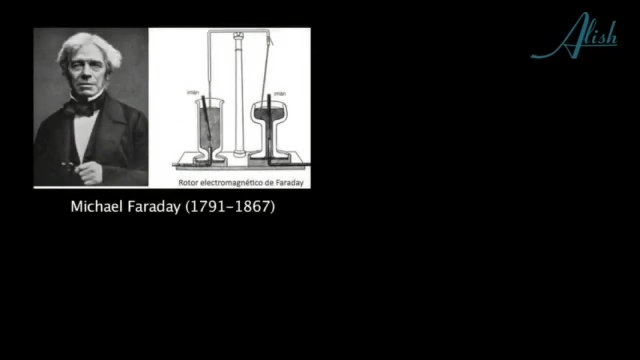 Alish
imán
imán
Rotor electromagnético de Faraday
Michael Faraday (1791-1867)